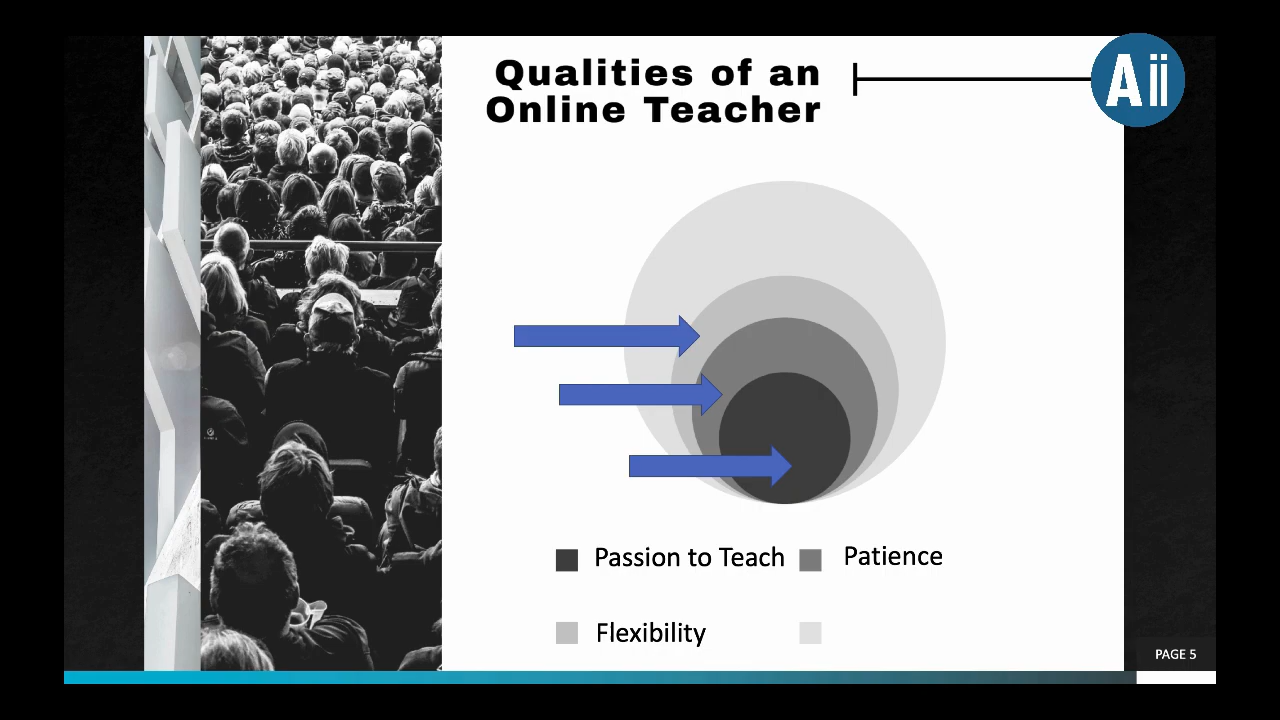 Qualities of an
Online Teacher
Aii
Passion to Teach
Patience
Flexibility
PAGE 5